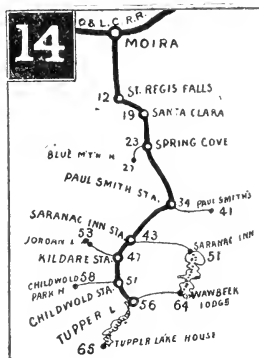 14
O & L. C. R.R.
MOIRA
12 ST. REGIS FALLS
19 SANTA CLARA
23 SPRING COVE
BLUE M'T'N H
27
PAUL SMITH STA.
34 PAUL SMITH'S
41
SARANAC INN STA.
43
53
JORDAN L
SARANAC INN
51
KILDARE STA. 47
CHILDWOLD 58
PARK H
51
CHILDWOLD STA.
56
64 WAWBEEK
LODGE
TUPPER L
65 TUPPER LAKE HOUSE